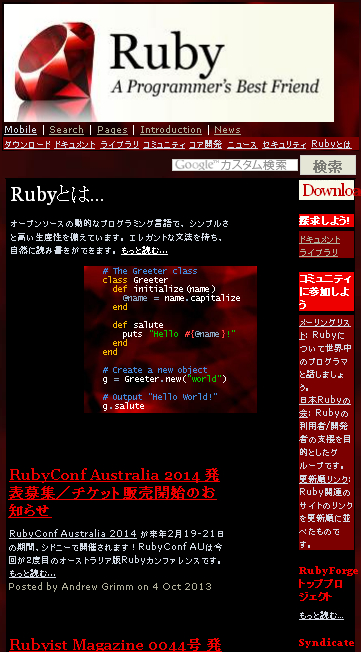 Ruby
A Programmer's Best Friend
Mobile | Search | Pages | Introduction | News
ダウンロード ドキュメント ライブラリ コミュニティ コア開発 ニュース セキュリティ Rubyとは
Google™カスタム検索 検索
Rubyとは...
オープンソースの動的なプログラミング言語で、シンプルさ
と高い生産性を備えています。エレガントな文法を持ち、
自然に読み書きができます。もっと読む...
# The Greeter class
class Greeter
def initialize(name)
@name = name.capitalize
end
def salute
puts "Hello #{@name}!"
end
end
# Create a new object
g = Greeter.new("world")
# Output "Hello World!"
g.salute
RubyConf Australia 2014 発
表募集／チケット販売開始のお
知らせ
RubyConf Australia 2014 が来年2月19-21日
の期間、シドニーで開催されます！RubyConf AUは今
回が2度目のオーストラリア版Rubyカンファレンスです。
もっと読む...
Posted by Andrew Grimm on 4 Oct 2013
Rubyist Magazine 0044号 発
Downloa
探求しよう!
ドキュメント
ライブラリ
コミュニティ
に参加しよ
う
メーリングリス
ト: Rubyに
ついて世界中
のプログラマ
と話しましょ
う。
日本Rubyの
会: Rubyの
利用者/開発
者の支援を目
的としたグ
ループです。
更新順リンク:
Ruby関連の
サイトのリンク
を更新順に並
べたもので
す。
RubyForge
トッププロ
ジェクト
もっと読む...
Syndicate